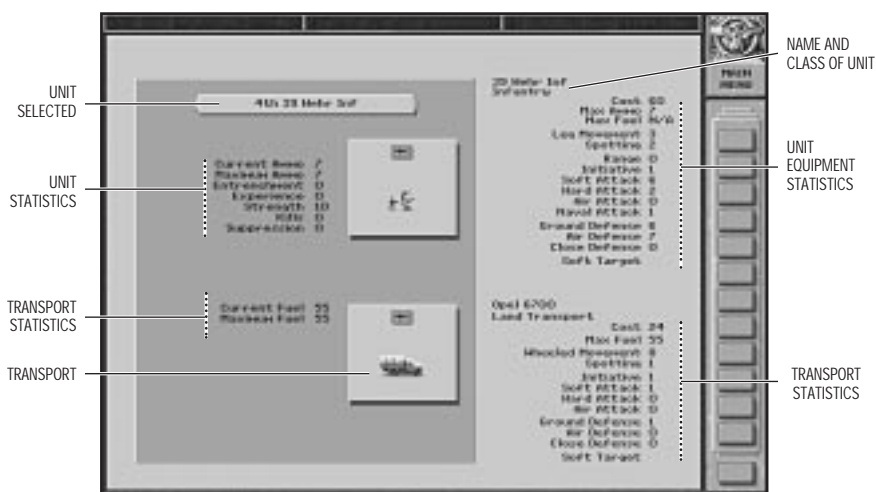 MAIN
MENU
NAME AND
CLASS OF UNIT
UNIT
SELECTED
4th 39 Wehr Inf
39 Wehr Inf
Infantry
Cost 60
Max Ammo 7
Max Fuel N/A
Leg Movement 3
Spotting 2
Range 0
Initiative 1
Soft Attack 6
Hard Attack 2
Air Attack 0
Naval Attack 1
Ground Defense 6
Air Defense 7
Close Defense 0
Soft Target
UNIT
EQUIPMENT
STATISTICS
UNIT
STATISTICS
Current Ammo 7
Maximum Ammo 7
Entrenchment 0
Experience 0
Strength 10
Kills 0
Suppression 0
TRANSPORT
STATISTICS
Current Fuel 55
Maximum Fuel 55
TRANSPORT
Opel 6700
Land Transport
Cost 24
Max Fuel 55
Wheeled Movement 8
Spotting 1
Initiative 1
Soft Attack 1
Hard Attack 0
Air Attack 0
Ground Defense 1
Air Defense 0
Close Defense 0
Soft Target
TRANSPORT
STATISTICS